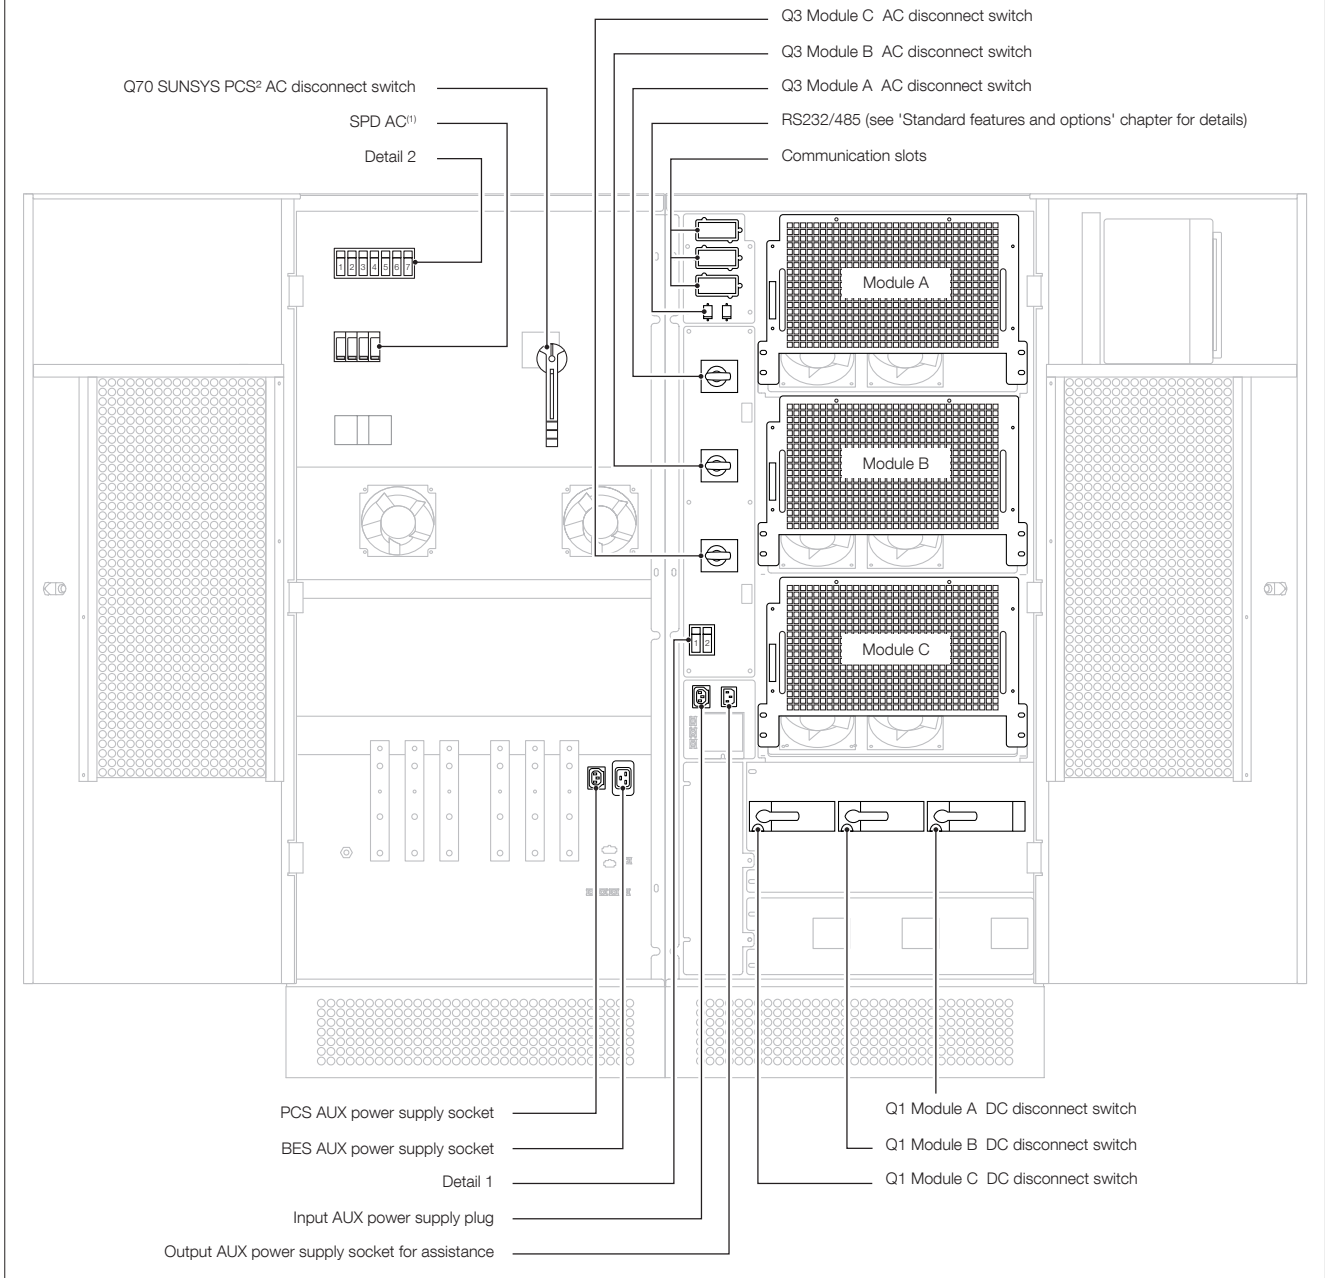 Q3 Module C  AC disconnect switch
Q3 Module B  AC disconnect switch
Q70 SUNSYS PCS² AC disconnect switch
Q3 Module A  AC disconnect switch
SPD AC(1)
RS232/485 (see 'Standard features and options' chapter for details)
Detail 2
Communication slots
1 2 3 4 5 6 7
Module A
Module B
Module C
1 2
PCS AUX power supply socket
Q1 Module A  DC disconnect switch
BES AUX power supply socket
Q1 Module B  DC disconnect switch
Detail 1
Q1 Module C  DC disconnect switch
Input AUX power supply plug
Output AUX power supply socket for assistance